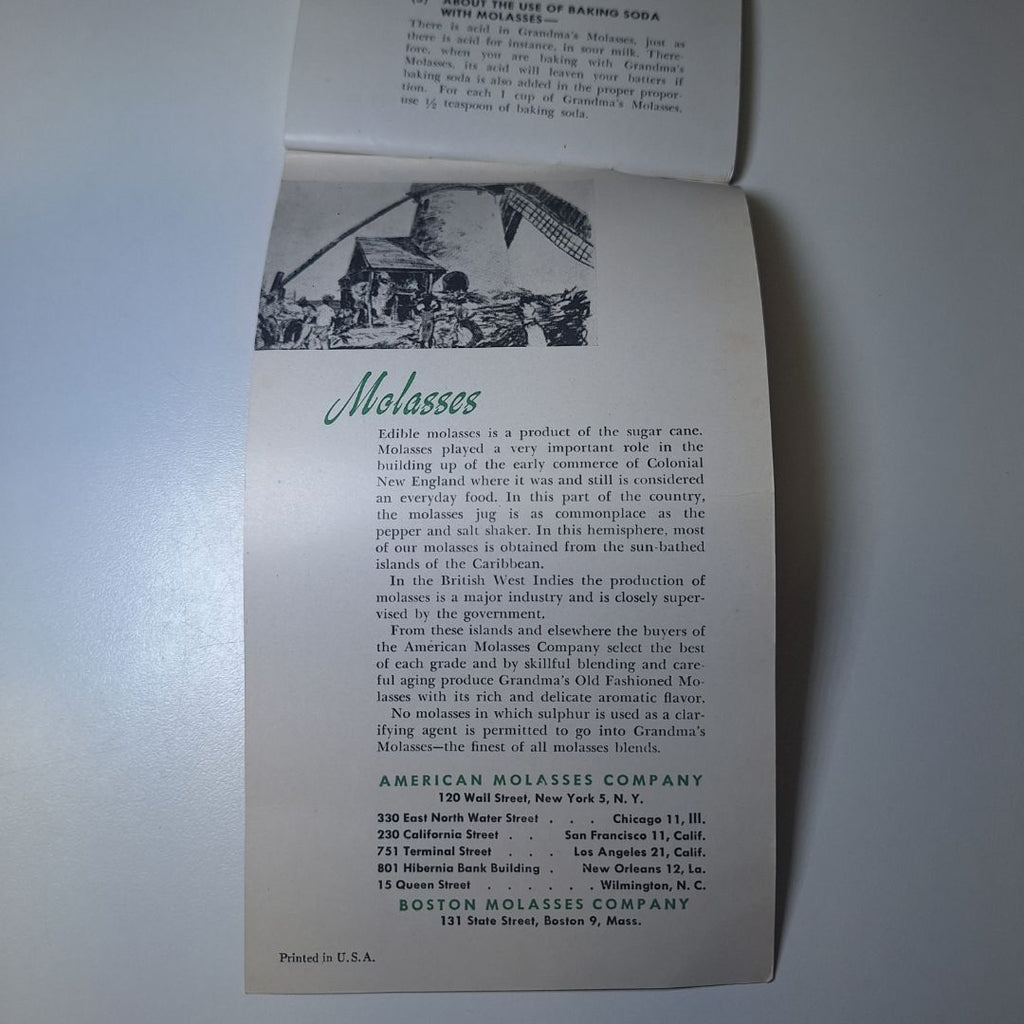 (3) ABOUT THE USE OF BAKING SODA
WITH MOLASSES—
There is acid in Grandma's Molasses, just as
there is acid for instance, in sour milk. There-
fore, when you are baking with Grandma's
Molasses, its acid will leaven your batters if
baking soda is also added in the proper propor-
tion. For each 1 cup of Grandma's Molasses,
use ½ teaspoon of baking soda.
Molasses
Edible molasses is a product of the sugar cane.
Molasses played a very important role in the
building up of the early commerce of Colonial
New England where it was and still is considered
an everyday food. In this part of the country,
the molasses jug is as commonplace as the
pepper and salt shaker. In this hemisphere, most
of our molasses is obtained from the sun-bathed
islands of the Caribbean.
In the British West Indies the production of
molasses is a major industry and is closely super-
vised by the government.
From these islands and elsewhere the buyers of
the American Molasses Company select the best
of each grade and by skillful blending and care-
ful aging produce Grandma's Old Fashioned Mo-
lasses with its rich and delicate aromatic flavor.
No molasses in which sulphur is used as a clar-
ifying agent is permitted to go into Grandma's
Molasses—the finest of all molasses blends.
AMERICAN MOLASSES COMPANY
120 Wall Street, New York 5, N. Y.
330 East North Water Street . . . Chicago 11, Ill.
230 California Street . . San Francisco 11, Calif.
751 Terminal Street . . . Los Angeles 21, Calif.
801 Hibernia Bank Building . New Orleans 12, La.
15 Queen Street . . . . . . Wilmington, N. C.
BOSTON MOLASSES COMPANY
131 State Street, Boston 9, Mass.
Printed in U.S.A.